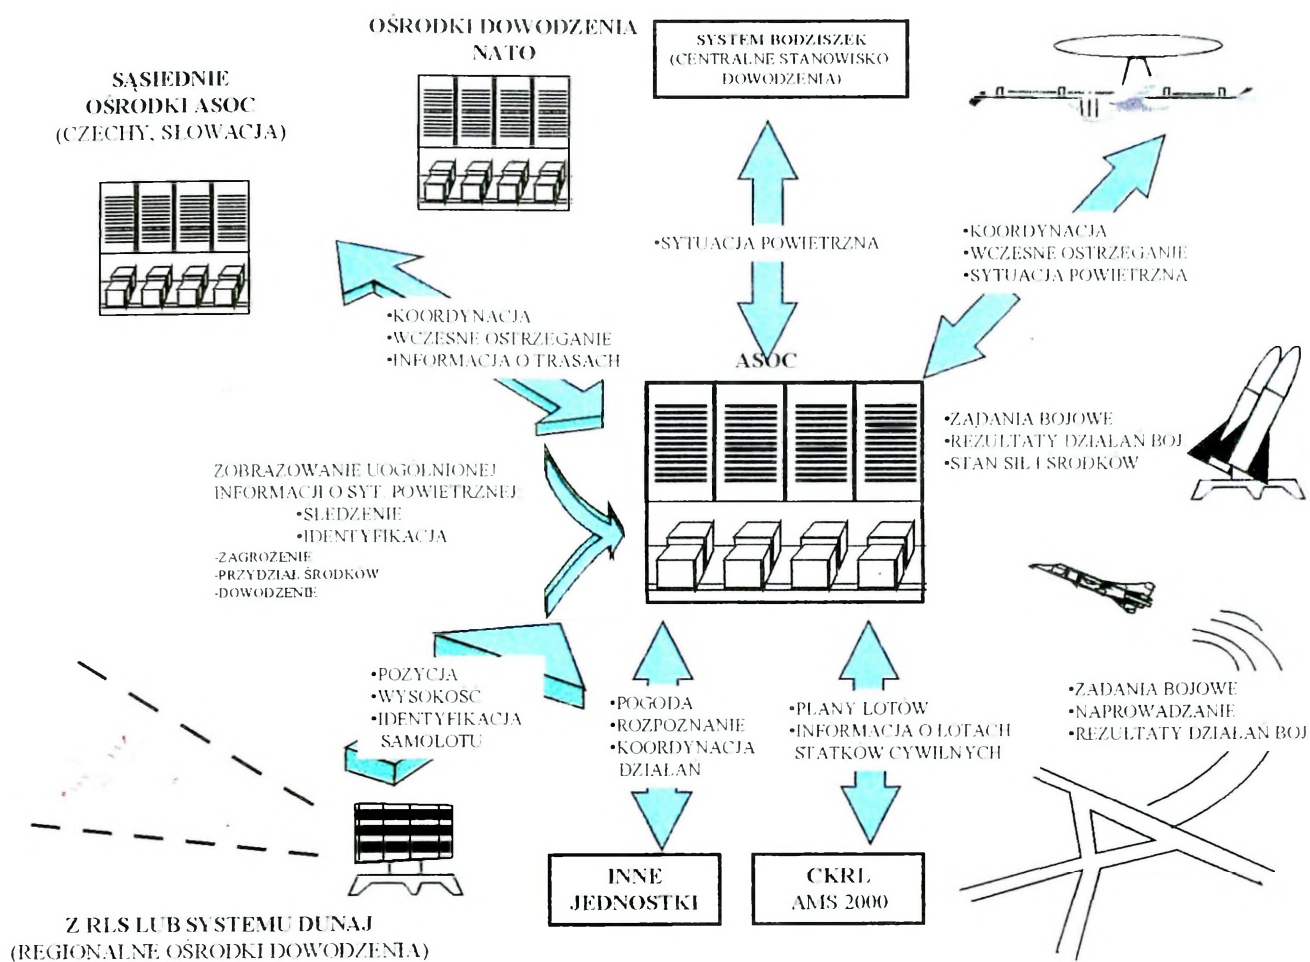 OŚRODKI DOWODZENIA
NATO
SYSTEM BODZISZEK
(CENTRALNE STANOWISKO
DOWODZENIA)
SĄSIEDNIE
OŚRODKI ASOC
(CZECHY, SŁOWACJA)
•SYTUACJA POWIETRZNA
•KOORDYNACJA
•WCZESNE OSTRZEGANIE
•SYTUACJA POWIETRZNA
•KOORDYNACJA
•WCZESNE OSTRZEGANIE
•INFORMACJA O TRASACH
ASOC
•ZADANIA BOJOWE
•REZULTATY DZIAŁAŃ BOJ
•STAN SIŁ I ŚRODKÓW
ZOBRAZOWANIE UOGÓLNIONEJ
INFORMACJI O SYT. POWIETRZNEJ:
•ŚLEDZENIE
•IDENTYFIKACJA
-ZAGROŻENIE
-PRZYDZIAŁ ŚRODKÓW
-DOWODZENIE
•POZYCJA
•WYSOKOŚĆ
•IDENTYFIKACJA
SAMOLOTU
•POGODA
•ROZPOZNANIE
•KOORDYNACJA
DZIAŁAŃ
•PLANY LOTÓW
•INFORMACJA O LOTACH
STATKÓW CYWILNYCH
•ZADANIA BOJOWE
•NAPROWADZANIE
•REZULTATY DZIAŁAŃ BOJ
INNE
JEDNOSTKI
CKRL
AMS 2000
Z RLS LUB SYSTEMU DUNAJ
(REGIONALNE OŚRODKI DOWODZENIA)